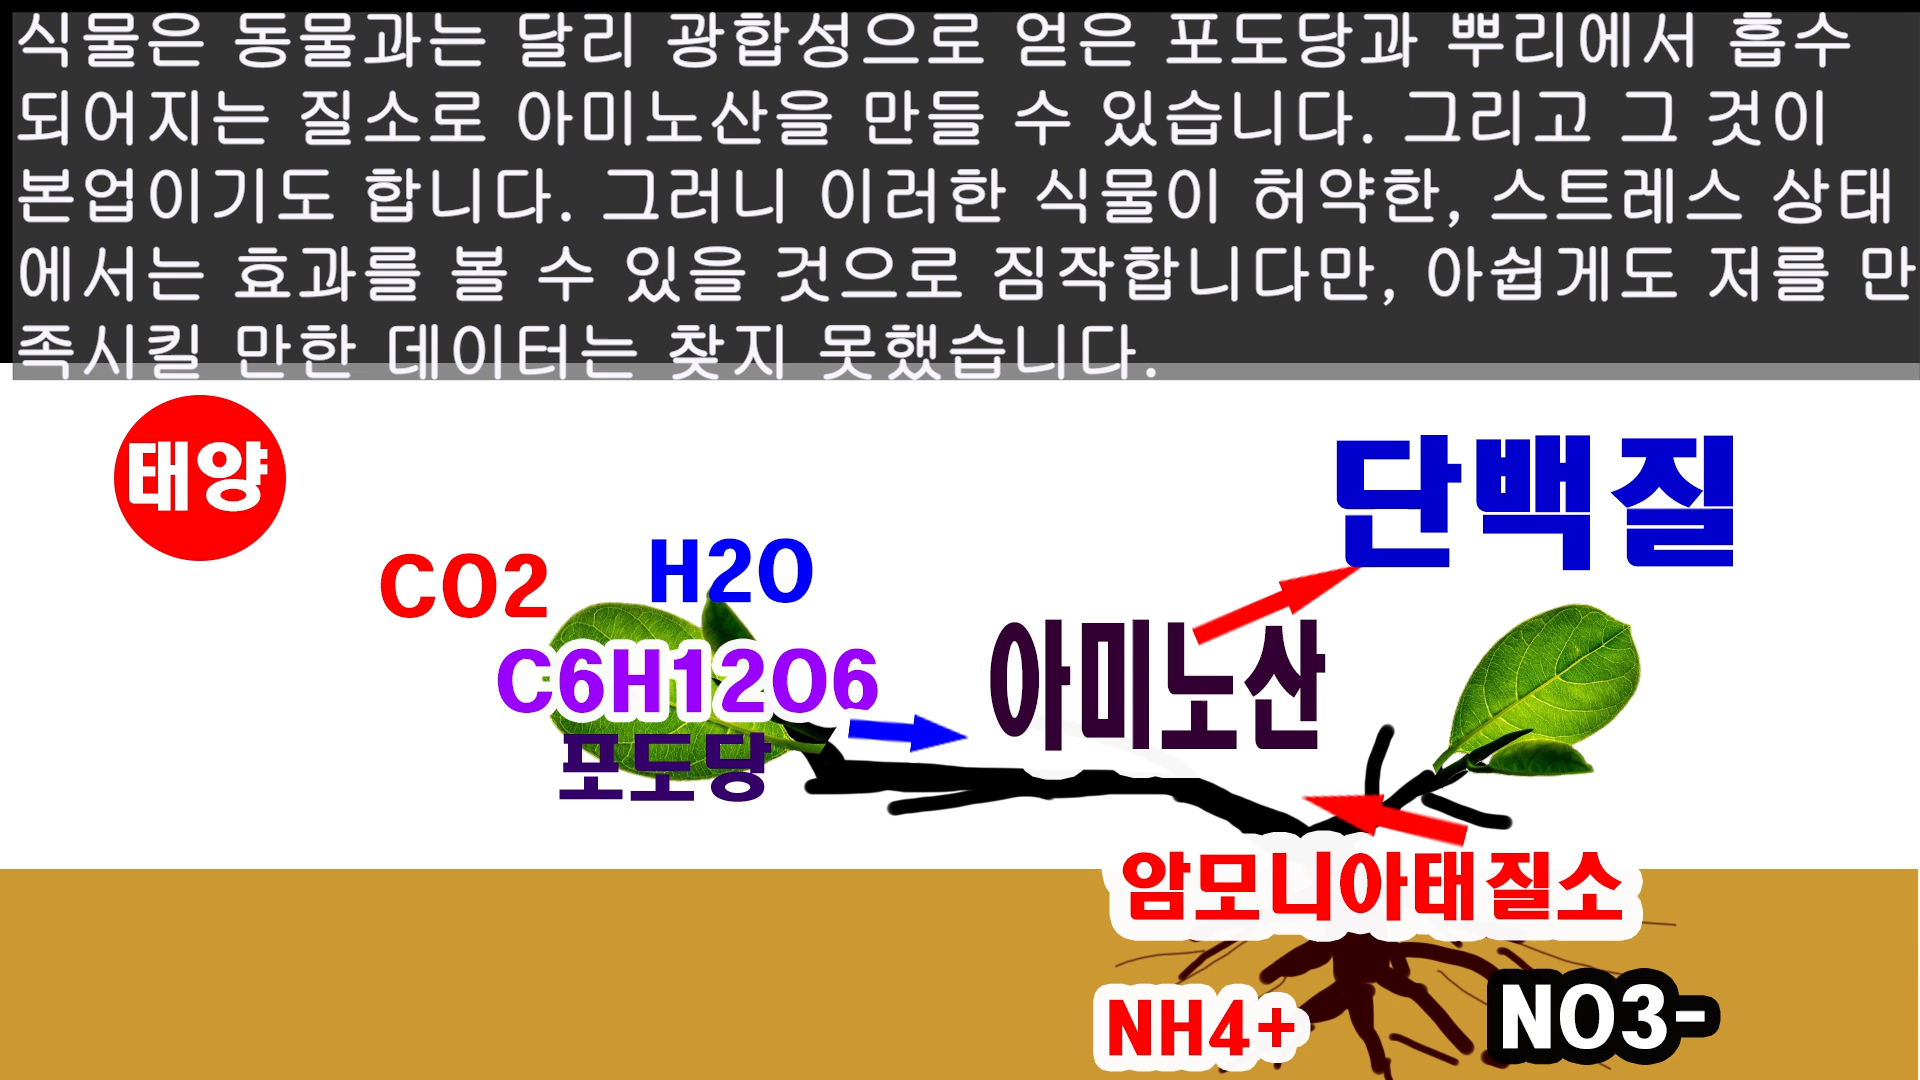 식물은 동물과는 달리 광합성으로 얻은 포도당과 뿌리에서 흡수
되어지는 질소로 아미노산을 만들 수 있습니다. 그리고 그 것이
본업이기도 합니다. 그러니 이러한 식물이 허약한, 스트레스 상태
에서는 효과를 볼 수 있을 것으로 짐작합니다만, 아쉽게도 저를 만
족시킬 만한 데이터는 찾지 못했습니다.
태양
단백질
CO2
H2O
C6H12O6
아미노산
포도당
암모니아태질소
NH4+
NO3-